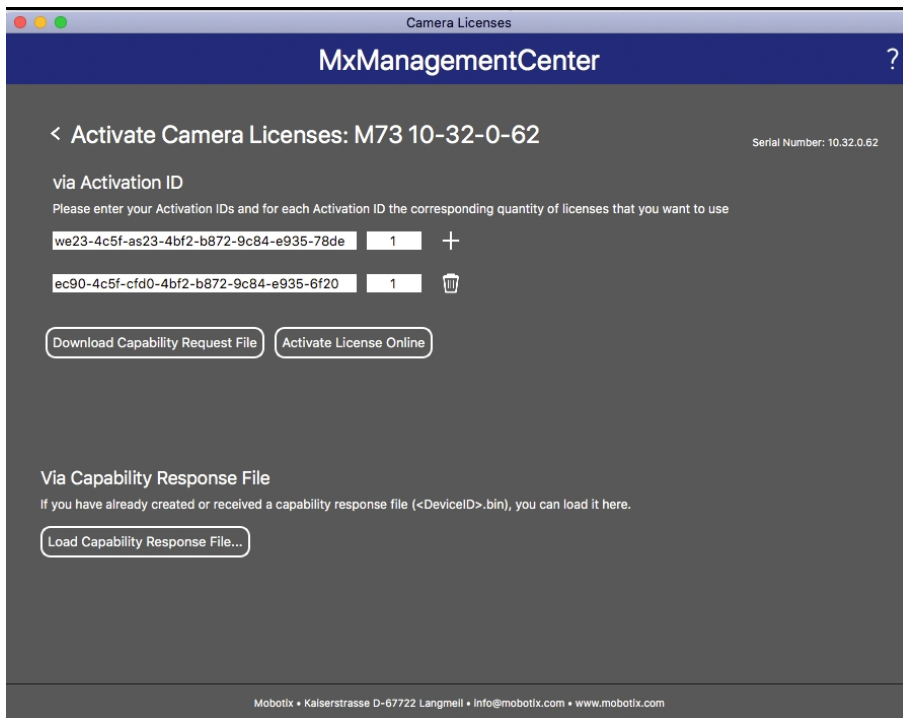 Camera Licenses
MxManagementCenter
?
< Activate Camera Licenses: M73 10-32-0-62
Serial Number: 10.32.0.62
via Activation ID
Please enter your Activation IDs and for each Activation ID the corresponding quantity of licenses that you want to use
we23-4c5f-as23-4bf2-b872-9c84-e935-78de 1 +
ec90-4c5f-cfd0-4bf2-b872-9c84-e935-6f20 1
Download Capability Request File Activate License Online
Via Capability Response File
If you have already created or received a capability response file (<DeviceID>.bin), you can load it here.
Load Capability Response File...
Mobotix • Kaiserstrasse D-67722 Langmeil • info@mobotix.com • www.mobotix.com